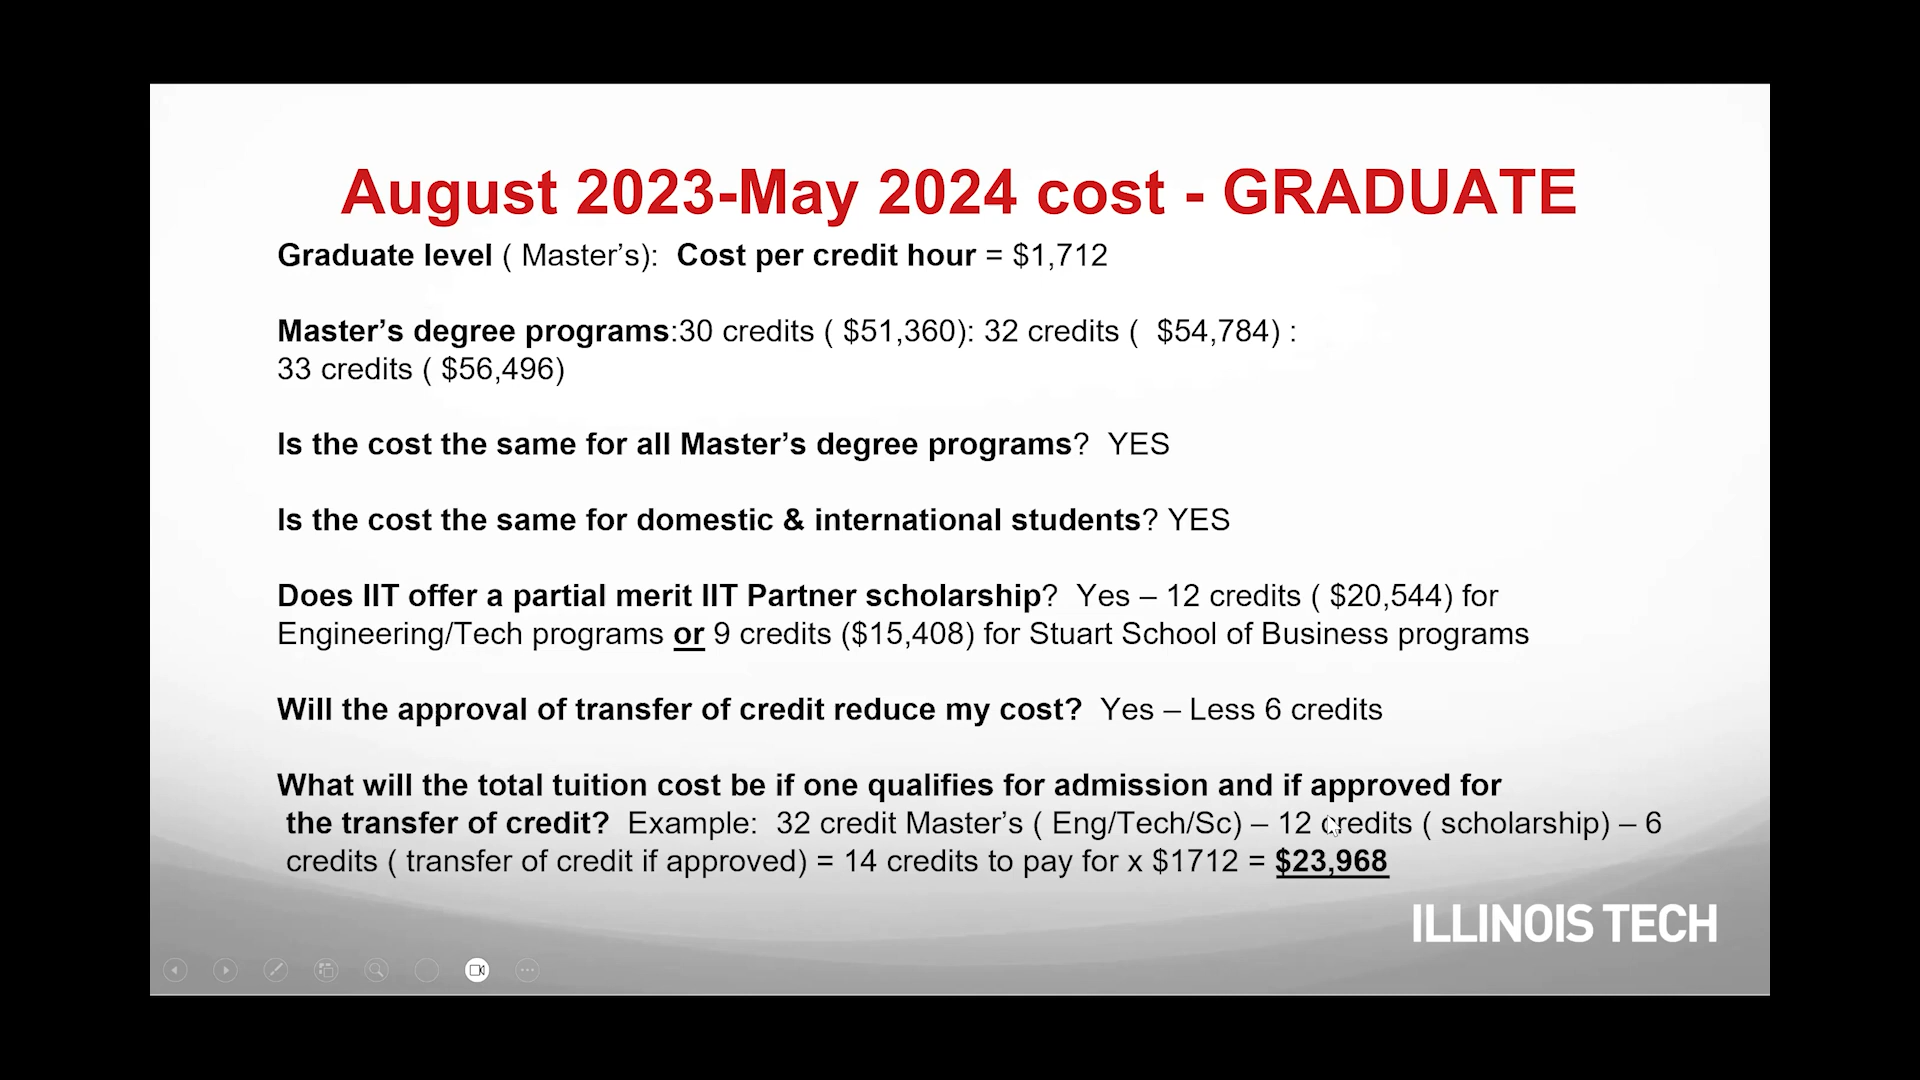 August 2023-May 2024 cost - GRADUATE
Graduate level ( Master’s):  Cost per credit hour = $1,712
Master’s degree programs:30 credits ( $51,360): 32 credits (  $54,784) :
33 credits ( $56,496)
Is the cost the same for all Master’s degree programs?  YES
Is the cost the same for domestic & international students? YES
Does IIT offer a partial merit IIT Partner scholarship?  Yes – 12 credits ( $20,544) for
Engineering/Tech programs or 9 credits ($15,408) for Stuart School of Business programs
Will the approval of transfer of credit reduce my cost?  Yes – Less 6 credits
What will the total tuition cost be if one qualifies for admission and if approved for
the transfer of credit?  Example:  32 credit Master’s ( Eng/Tech/Sc) – 12 credits ( scholarship) – 6
credits ( transfer of credit if approved) = 14 credits to pay for x $1712 = $23,968
ILLINOIS TECH